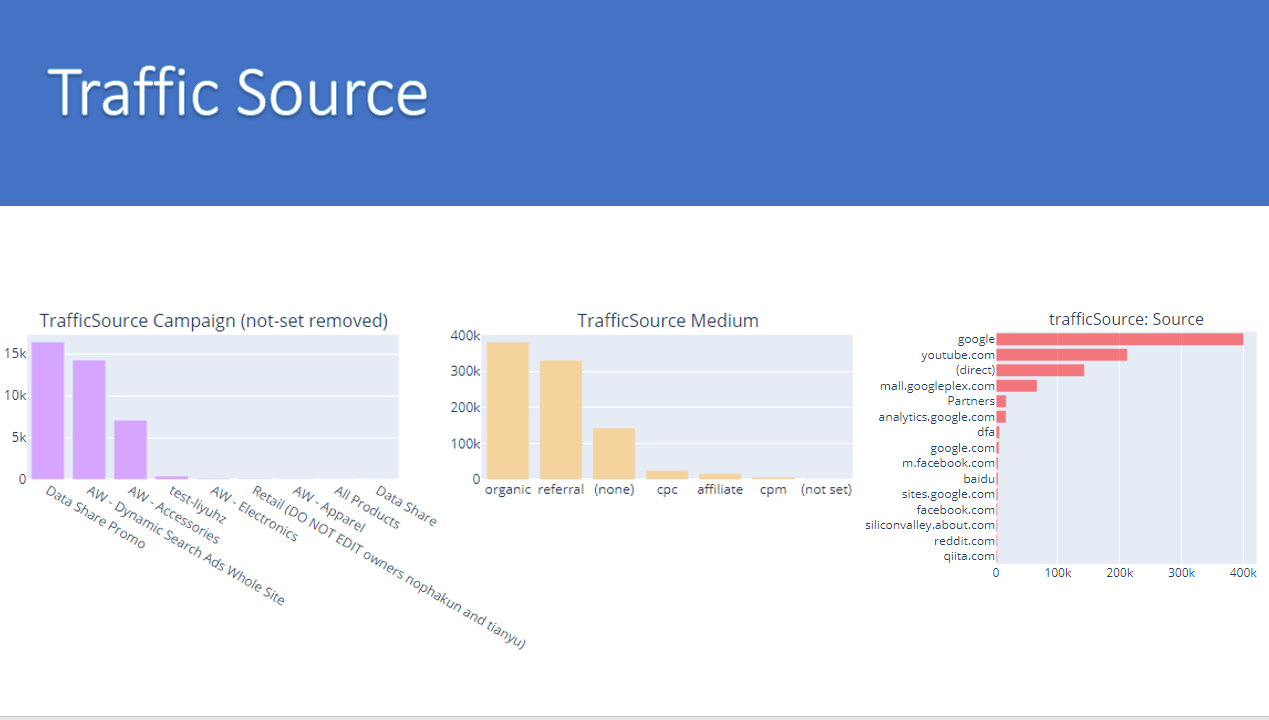 Traffic Source
TrafficSource Campaign (not-set removed)
15k
10k
5k
0
Data Share Promo
AW - Dynamic Search Ads Whole Site
AW - Accessories
test-liyuhz
AW - Electronics
Retail (DO NOT EDIT owners nophakun and tianyu)
AW - Apparel
All Products
Data Share
TrafficSource Medium
400k
300k
200k
100k
0
organic referral (none) cpc affiliate cpm (not set)
trafficSource: Source
google
youtube.com
(direct)
mall.googleplex.com
Partners
analytics.google.com
dfa
google.com
m.facebook.com
baidu
sites.google.com
facebook.com
siliconvalley.about.com
reddit.com
qiita.com
0 100k 200k 300k 400k